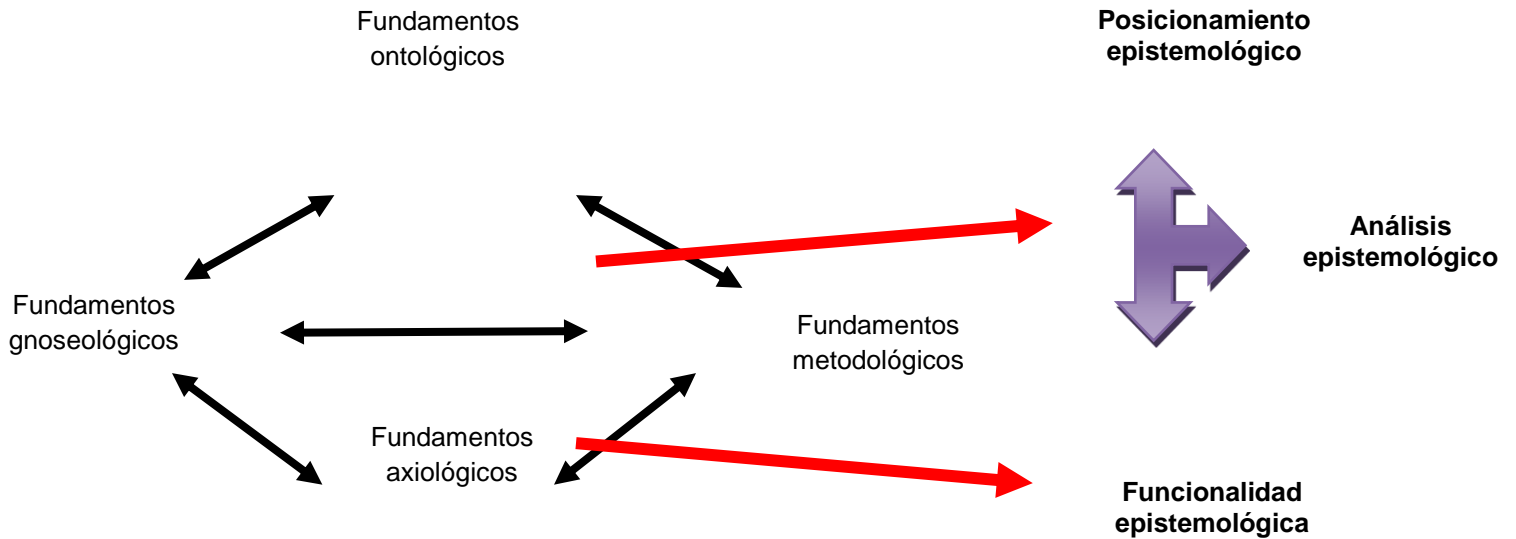 Fundamentos
ontológicos
Posicionamiento
epistemológico
Análisis
epistemológico
Fundamentos
gnoseológicos
Fundamentos
metodológicos
Fundamentos
axiológicos
Funcionalidad
epistemológica